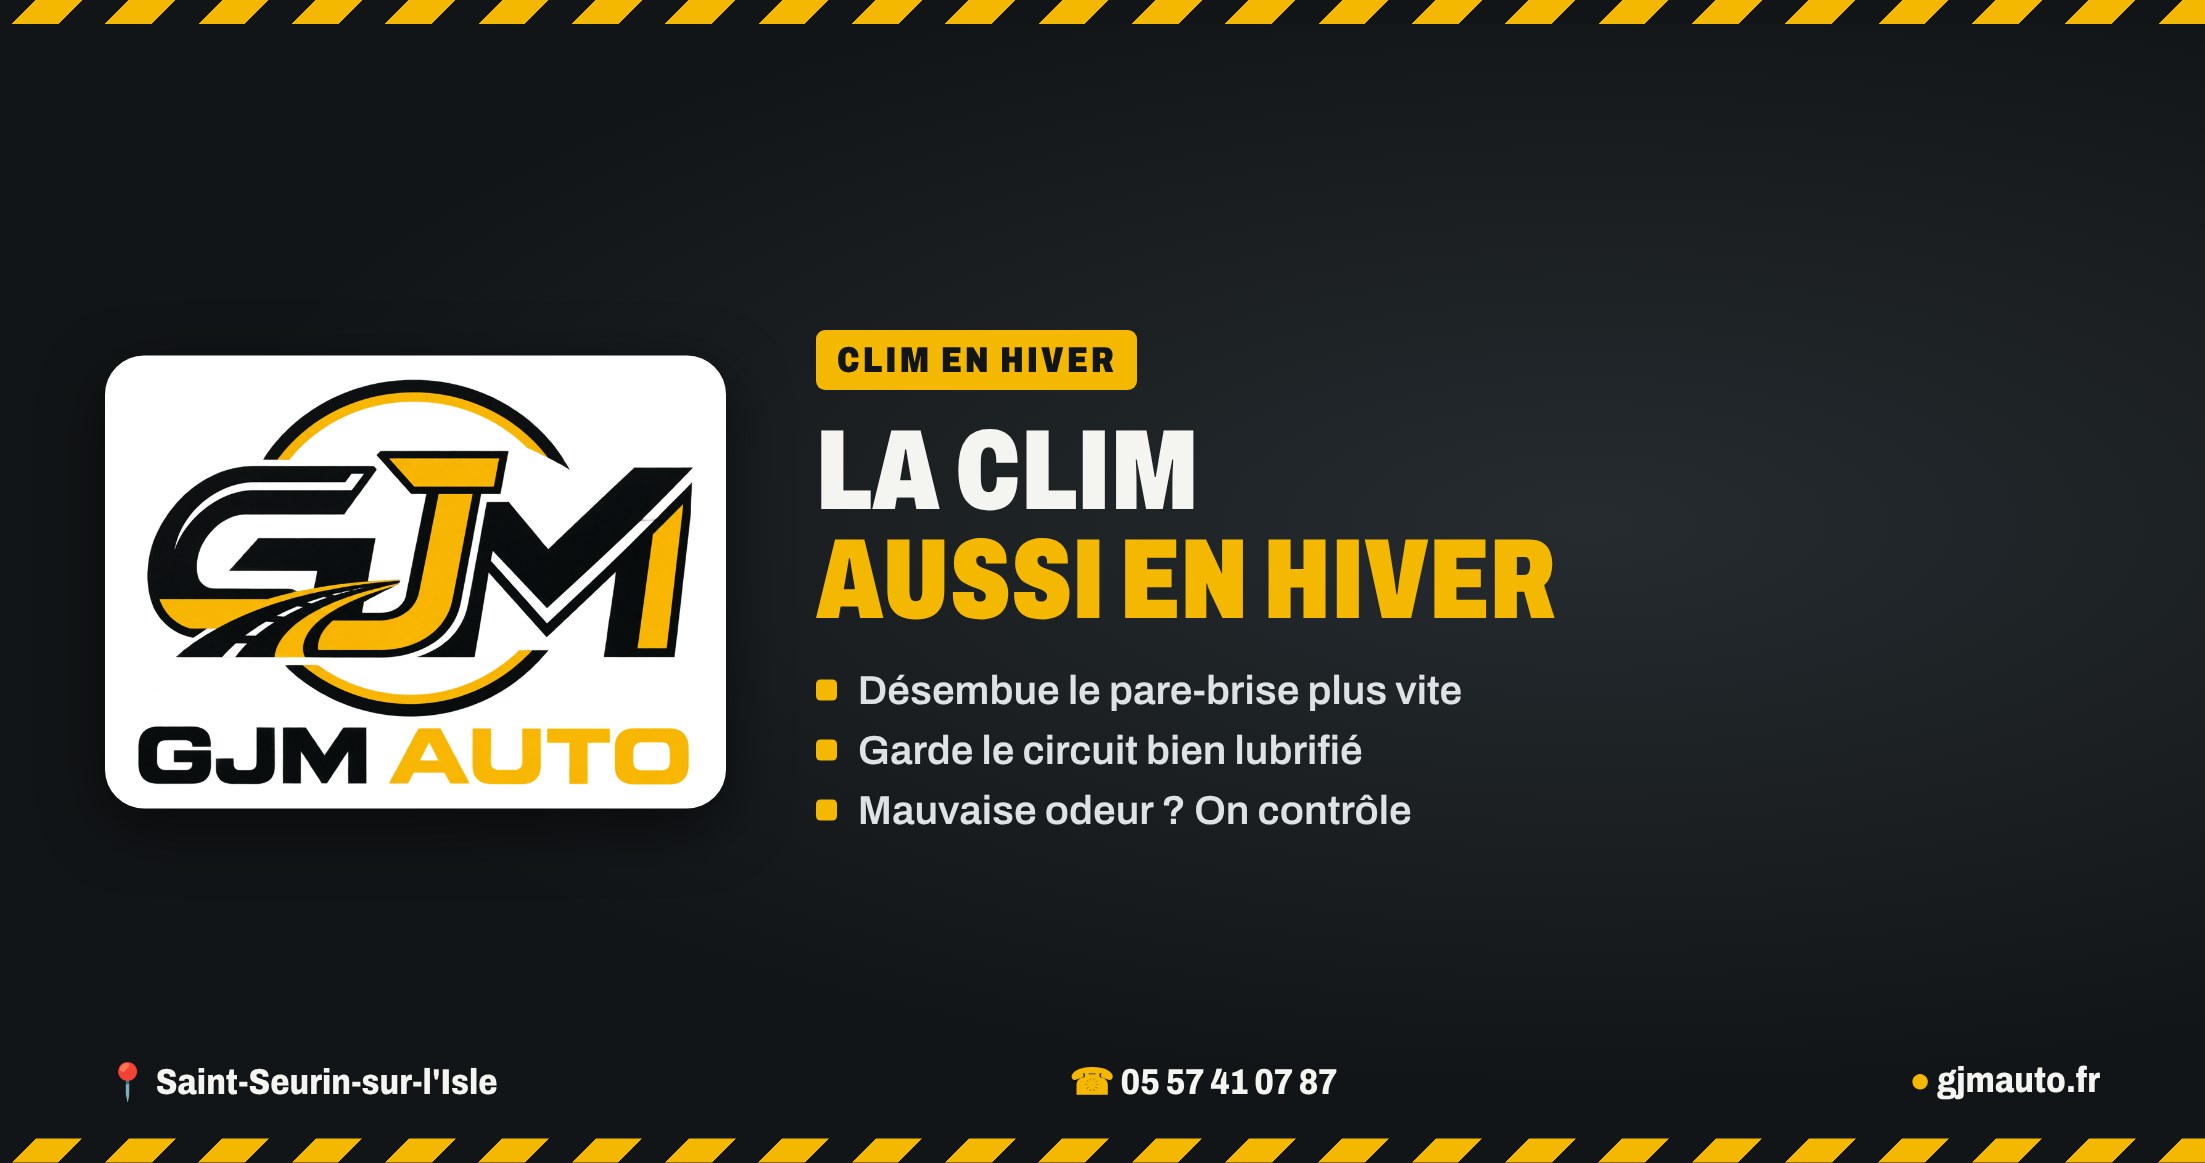 GJM
GJM AUTO
CLIM EN HIVER
LA CLIM
AUSSI EN HIVER
Désembue le pare-brise plus vite
Garde le circuit bien lubrifié
Mauvaise odeur ? On contrôle
📍 Saint-Seurin-sur-l'Isle
☎ 05 57 41 07 87
● gjmauto.fr